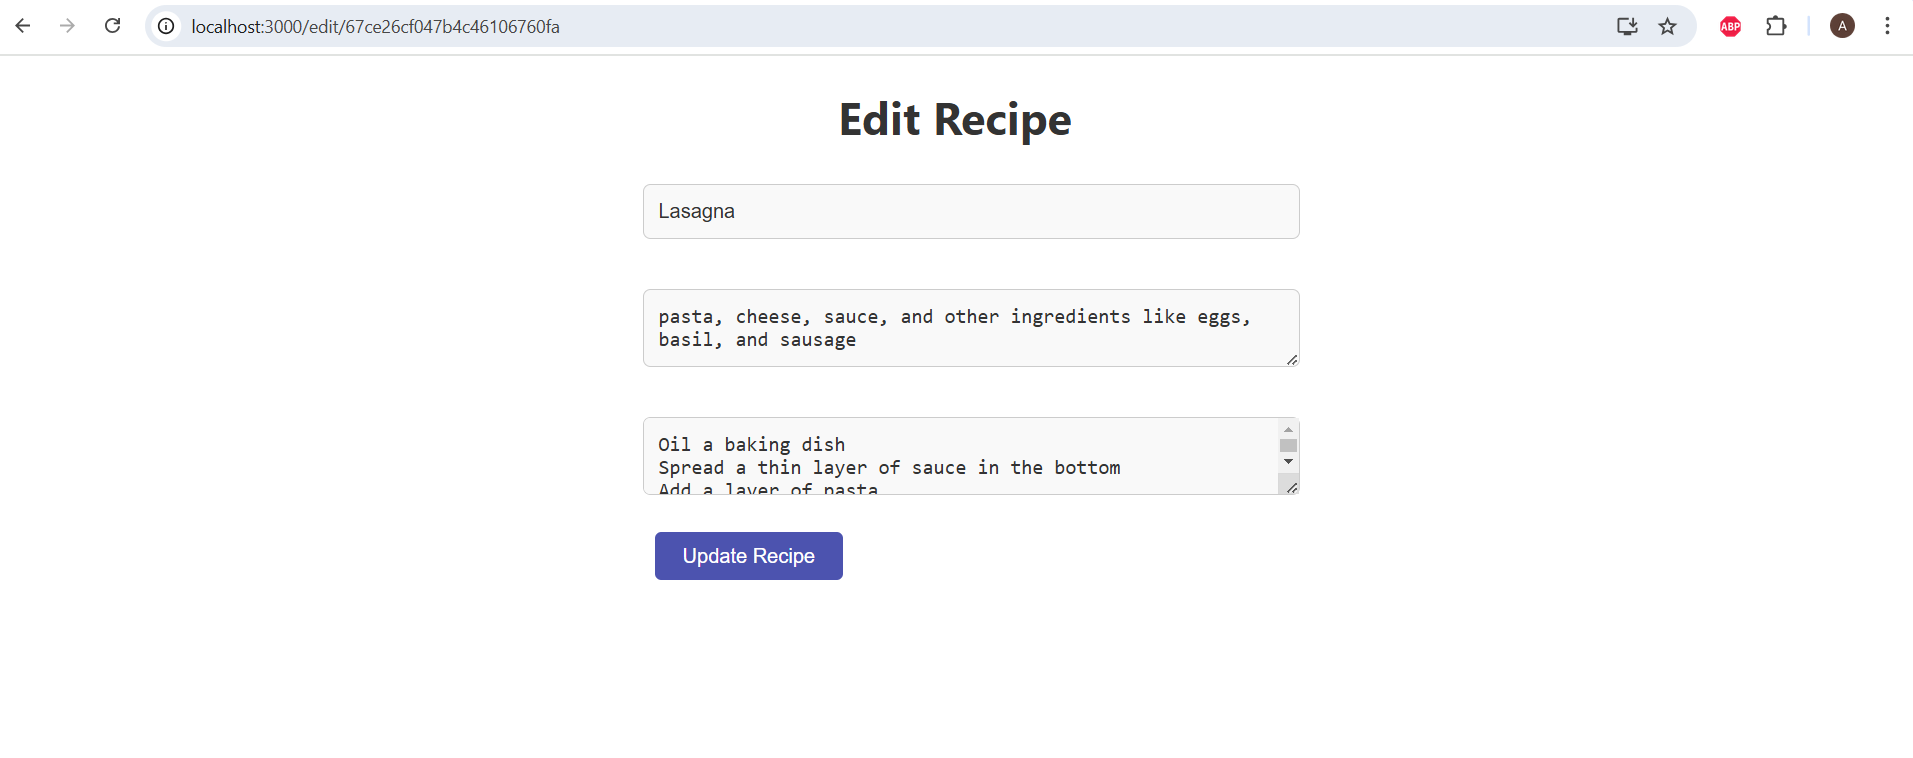 localhost:3000/edit/67ce26cf047b4c46106760fa
ABP
A
Edit Recipe
Lasagna
pasta, cheese, sauce, and other ingredients like eggs,
basil, and sausage
Oil a baking dish
Spread a thin layer of sauce in the bottom
Add a layer of pasta
Update Recipe